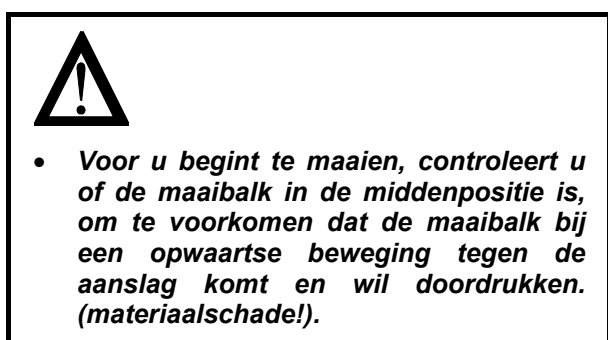 • Voor u begint te maaien, controleert u
of de maaibalk in de middenpositie is,
om te voorkomen dat de maaibalk bij
een opwaartse beweging tegen de
aanslag komt en wil doordrukken.
(materiaalschade!).